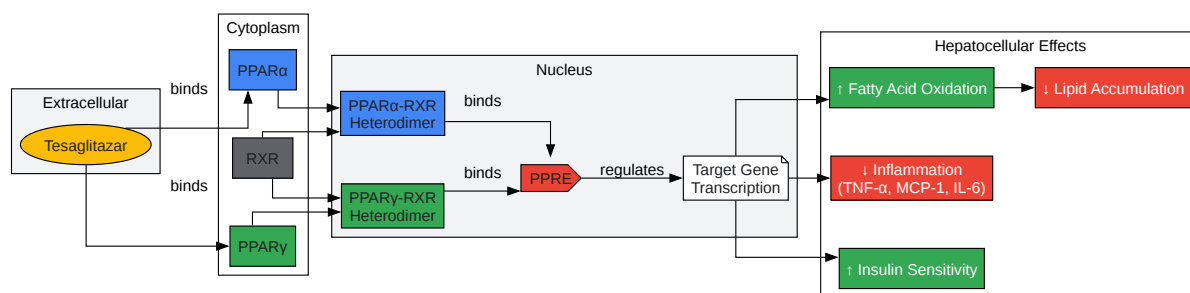 Extracellular
Tesaglitazar
binds
binds
Cytoplasm
PPARα
RXR
PPARγ
Nucleus
PPARα-RXR
Heterodimer
binds
PPARγ-RXR
Heterodimer
binds
PPRE
regulates
Target Gene
Transcription
Hepatocellular Effects
↑ Fatty Acid Oxidation
↓ Lipid Accumulation
↓ Inflammation
(TNF-α, MCP-1, IL-6)
↑ Insulin Sensitivity